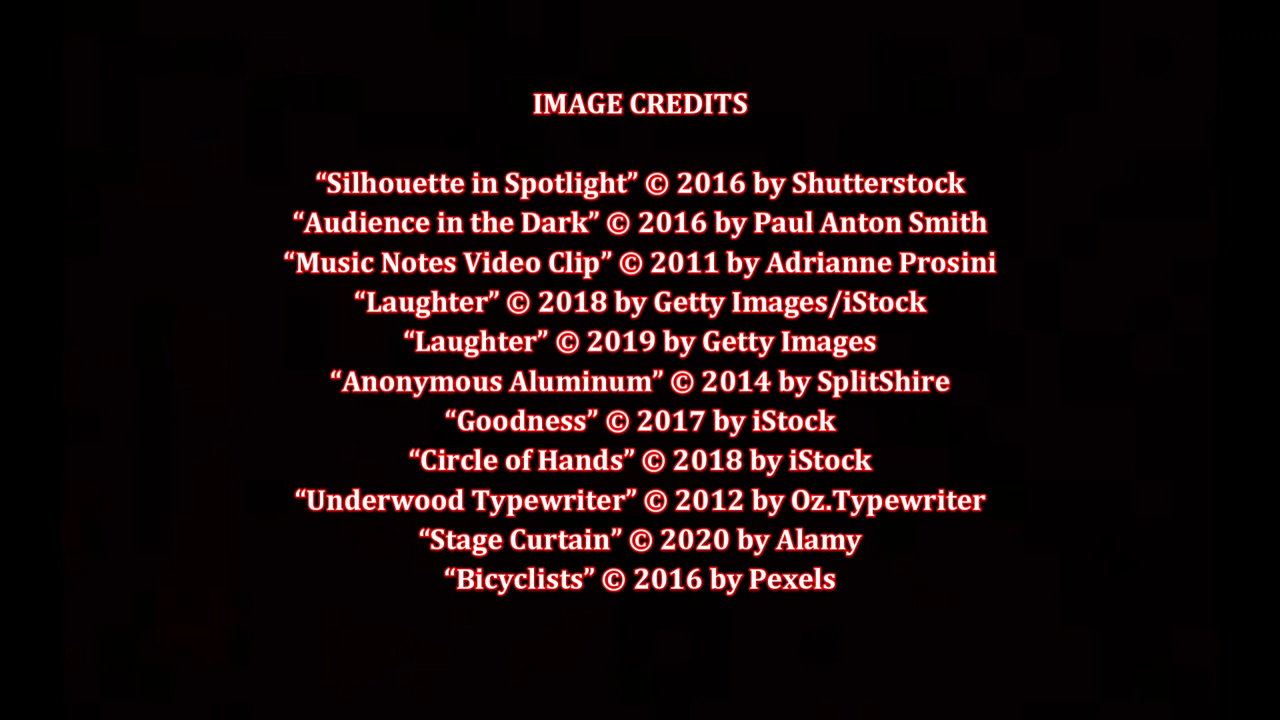 IMAGE CREDITS
“Silhouette in Spotlight” © 2016 by Shutterstock
“Audience in the Dark” © 2016 by Paul Anton Smith
“Music Notes Video Clip” © 2011 by Adrianne Prosini
“Laughter” © 2018 by Getty Images/iStock
“Laughter” © 2019 by Getty Images
“Anonymous Aluminum” © 2014 by SplitShire
“Goodness” © 2017 by iStock
“Circle of Hands” © 2018 by iStock
“Underwood Typewriter” © 2012 by Oz.Typewriter
“Stage Curtain” © 2020 by Alamy
“Bicyclists” © 2016 by Pexels